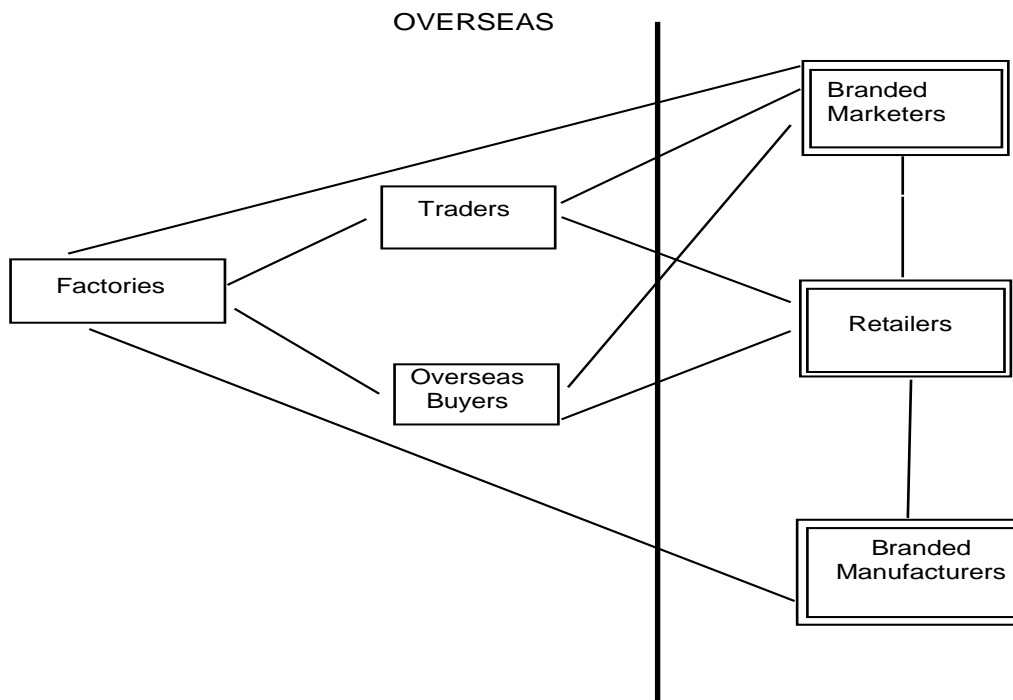 OVERSEAS
Branded
Marketers
Traders
Factories
Retailers
Overseas
Buyers
Branded
Manufacturers